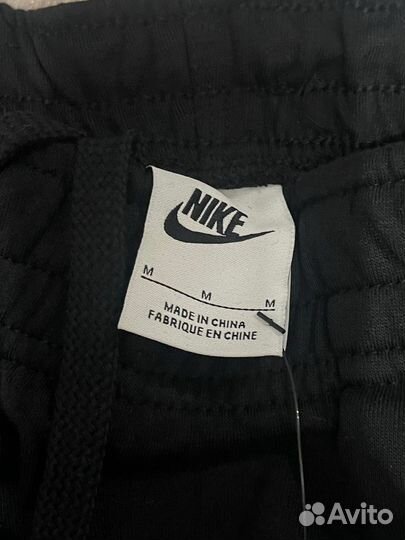 NIKE
M M M
MADE IN CHINA
FABRIQUE EN CHINE
Avito